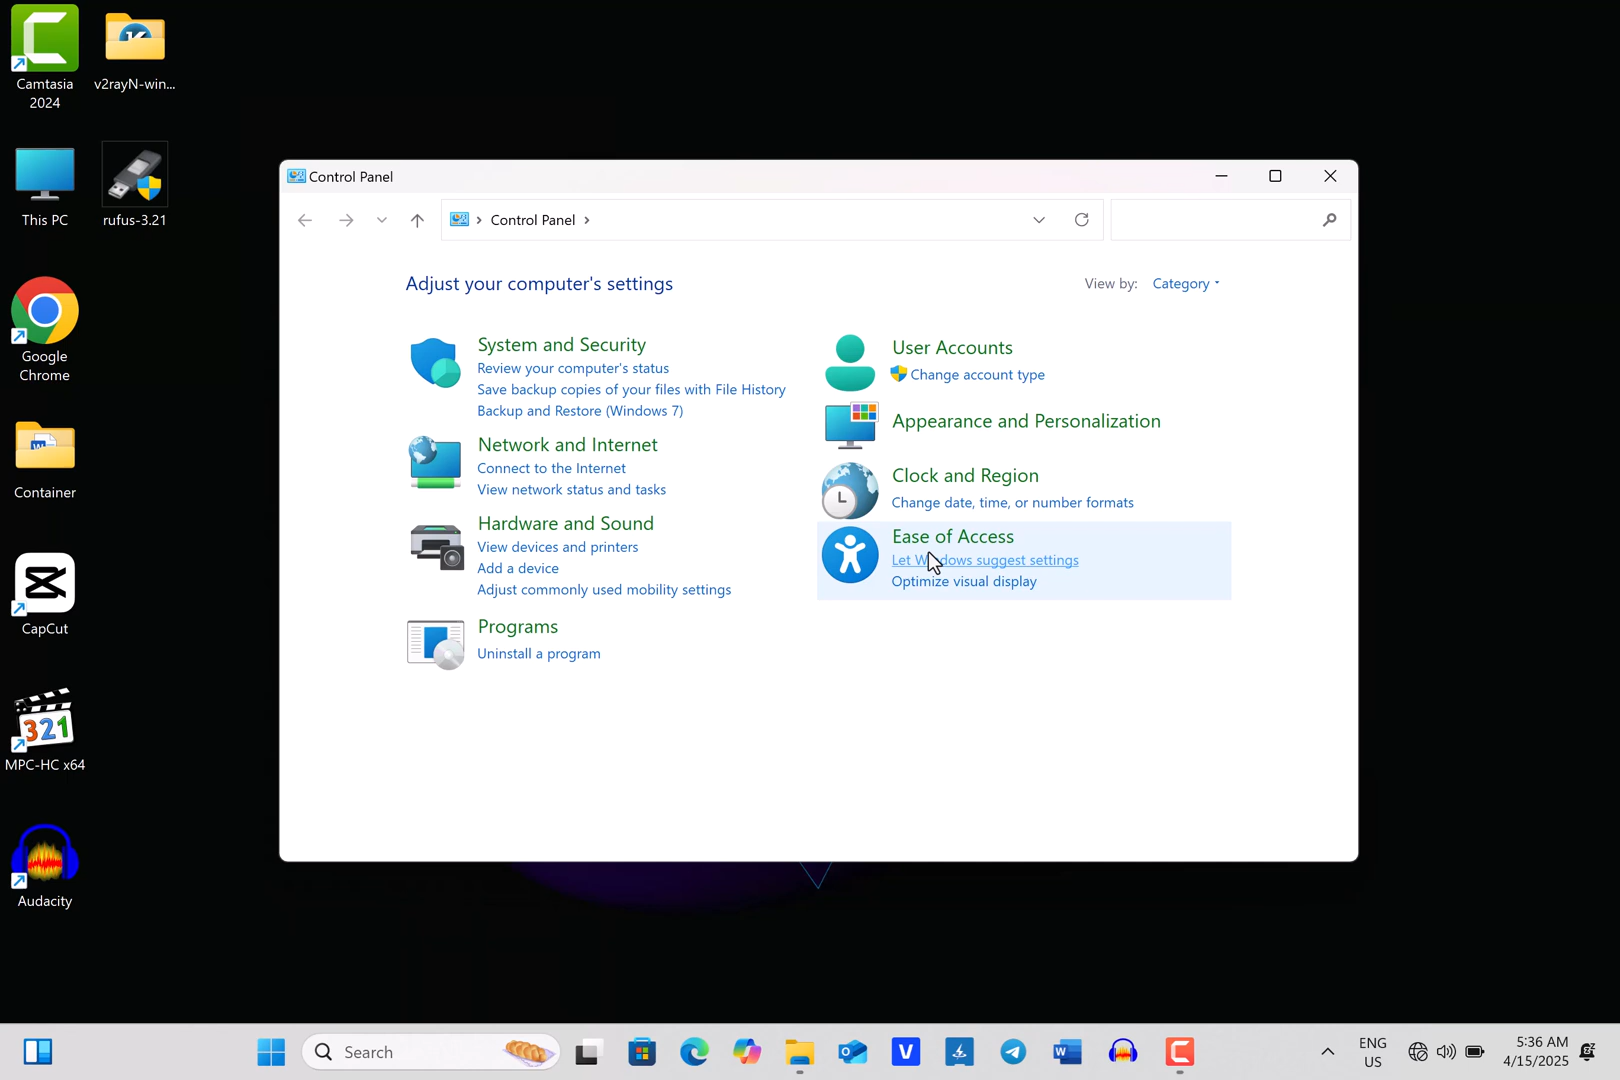 Camtasia
2024
v2rayN-win...
This PC
rufus-3.21
Google
Chrome
Container
CapCut
321
MPC-HC x64
Audacity
Control Panel
Control Panel
Adjust your computer's settings
View by: Category
System and Security
Review your computer's status
Save backup copies of your files with File History
Backup and Restore (Windows 7)
Network and Internet
Connect to the Internet
View network status and tasks
Hardware and Sound
View devices and printers
Add a device
Adjust commonly used mobility settings
Programs
Uninstall a program
User Accounts
Change account type
Appearance and Personalization
Clock and Region
Change date, time, or number formats
Ease of Access
Let Windows suggest settings
Optimize visual display
Search
ENG
US
5:36 AM
4/15/2025